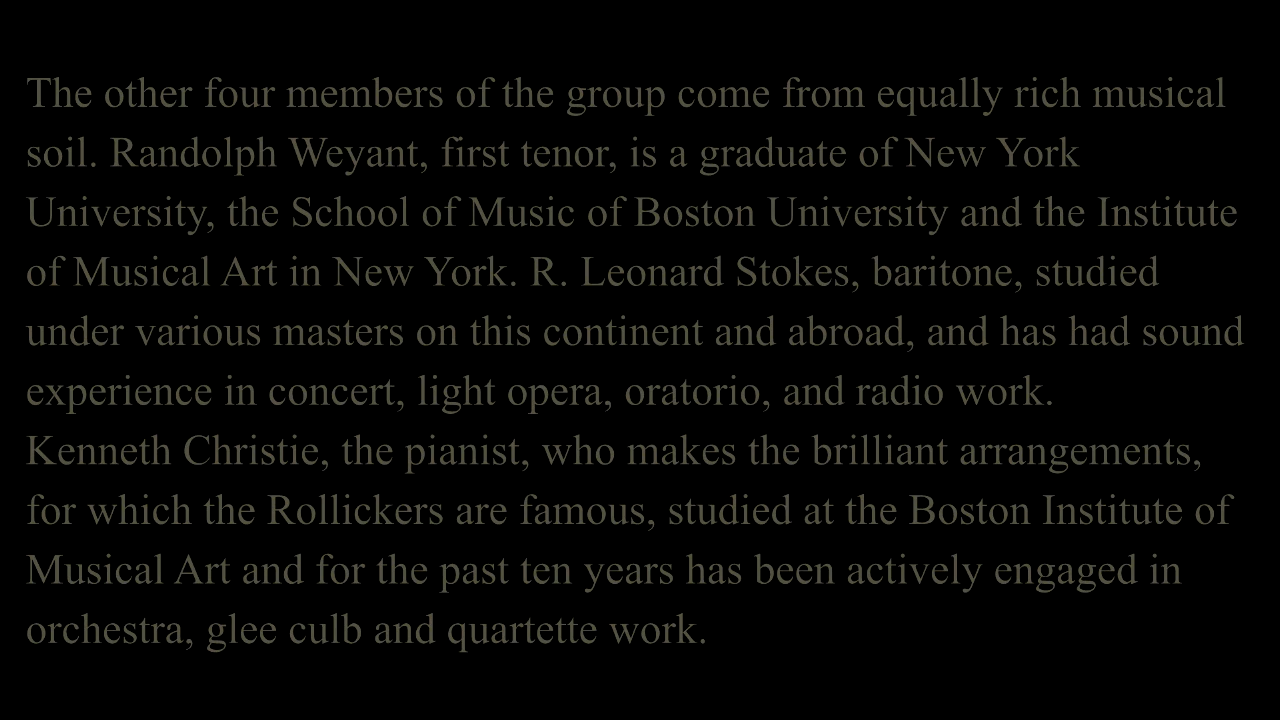 The other four members of the group come from equally rich musical
soil. Randolph Weyant, first tenor, is a graduate of New York
University, the School of Music of Boston University and the Institute
of Musical Art in New York. R. Leonard Stokes, baritone, studied
under various masters on this continent and abroad, and has had sound
experience in concert, light opera, oratorio, and radio work.
Kenneth Christie, the pianist, who makes the brilliant arrangements,
for which the Rollickers are famous, studied at the Boston Institute of
Musical Art and for the past ten years has been actively engaged in
orchestra, glee culb and quartette work.